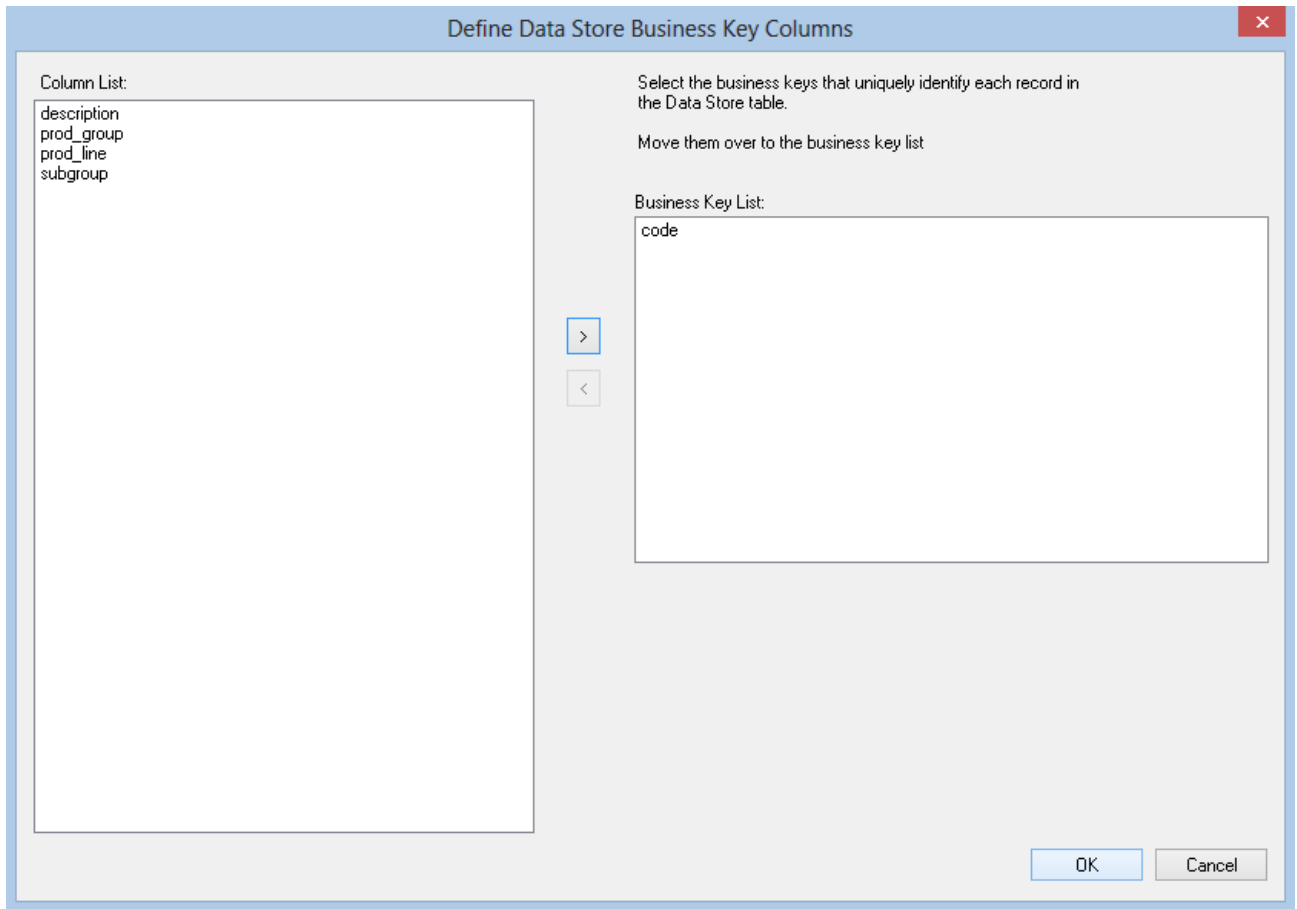 Define Data Store Business Key Columns
Column List:
description
prod_group
prod_line
subgroup
Select the business keys that uniquely identify each record in
the Data Store table.
Move them over to the business key list
Business Key List:
code
>
<
OK
Cancel